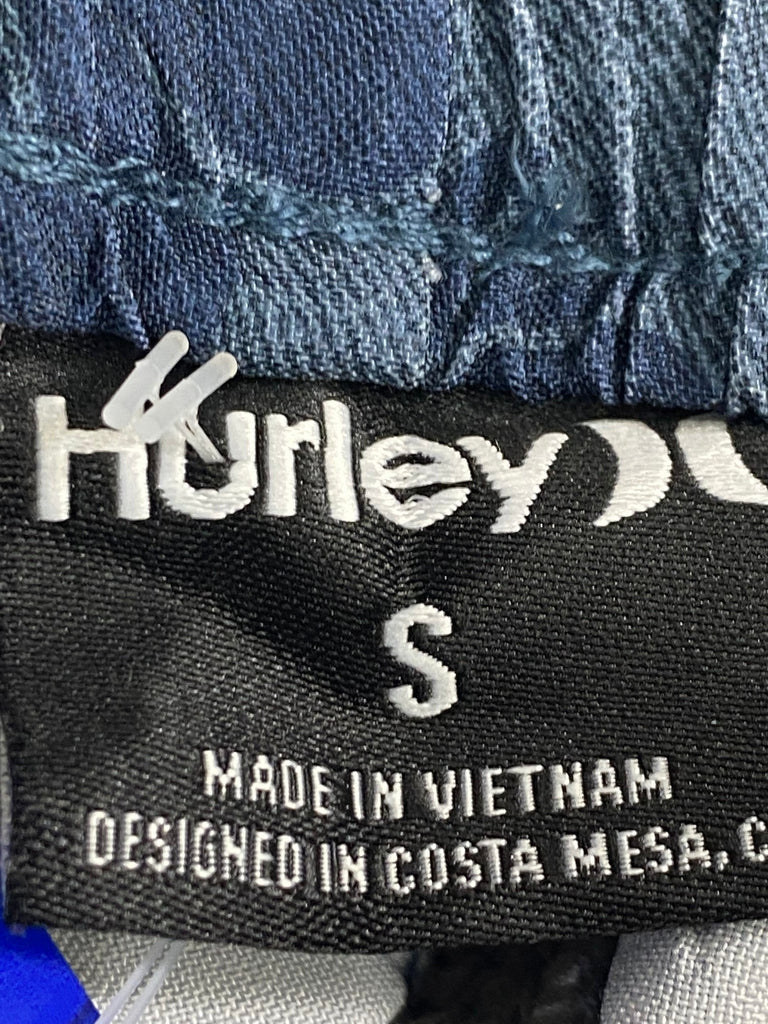 Hurley
S
MADE IN VIETNAM
DESIGNED IN COSTA MESA, C